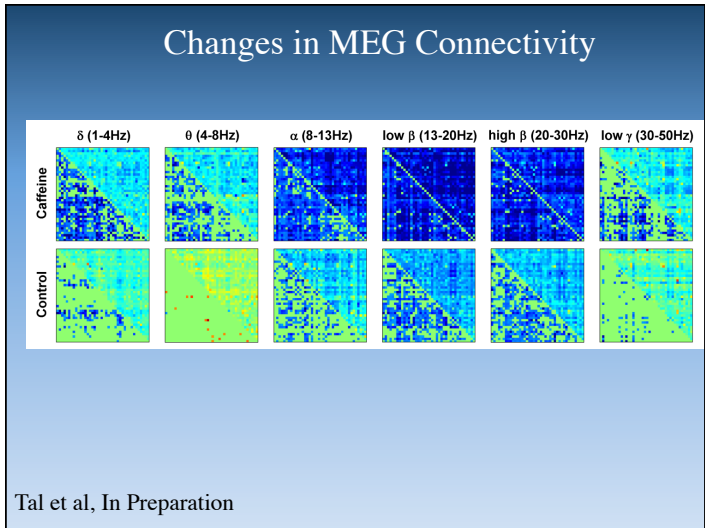 Changes in MEG Connectivity
δ (1-4Hz) θ (4-8Hz) α (8-13Hz) low β (13-20Hz) high β (20-30Hz) low γ (30-50Hz)
Caffeine
Control
Tal et al, In Preparation